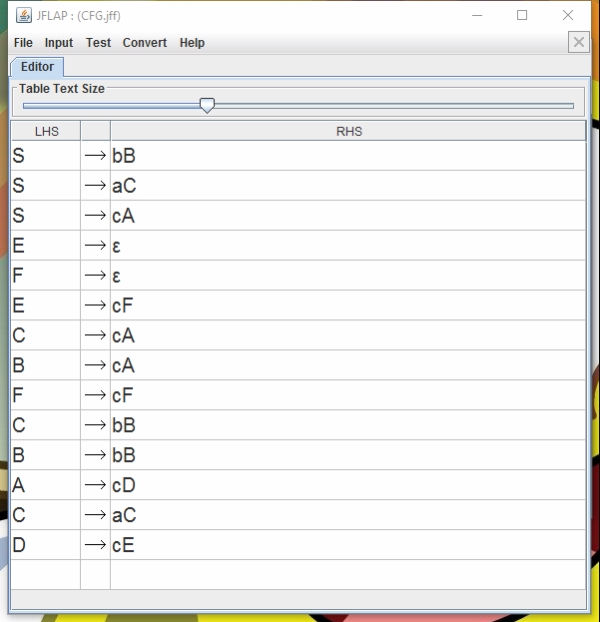 JFLAP : (CFG.jff)
File Input Test Convert Help
Editor
Table Text Size
LHS RHS
S → bB
S → aC
S → cA
E → ε
F → ε
E → cF
C → cA
B → cA
F → cF
C → bB
B → bB
A → cD
C → aC
D → cE